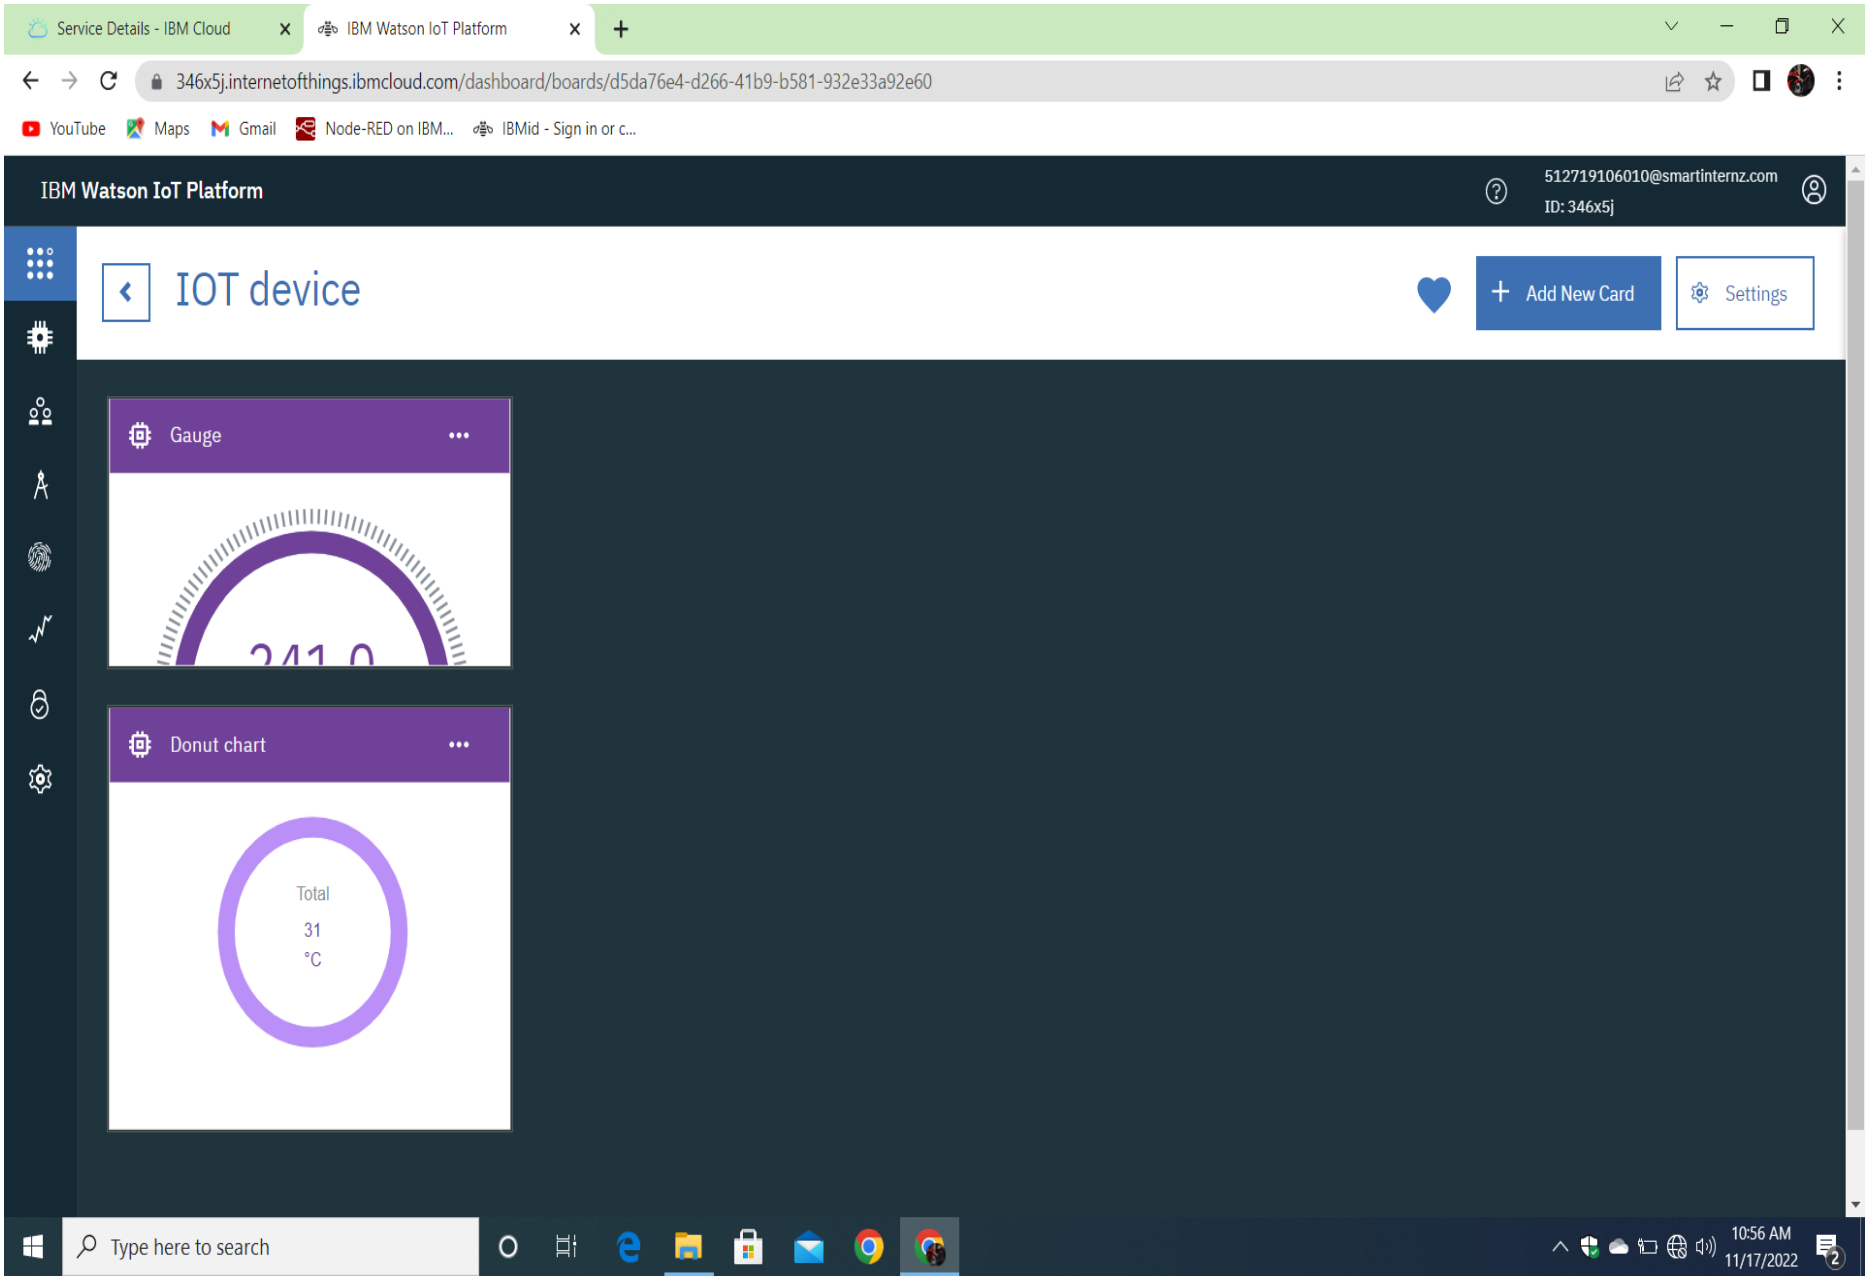 Service Details - IBM Cloud
IBM Watson IoT Platform
346x5j.internetofthings.ibmcloud.com/dashboard/boards/d5da76e4-d266-41b9-b581-932e33a92e60
YouTube Maps Gmail Node-RED on IBM... IBMid - Sign in or c...
IBM Watson IoT Platform
512719106010@smartinternz.com
ID: 346x5j
IOT device
Add New Card
Settings
Gauge
241.0
Donut chart
Total
31
°C
Type here to search
10:56 AM
11/17/2022
2